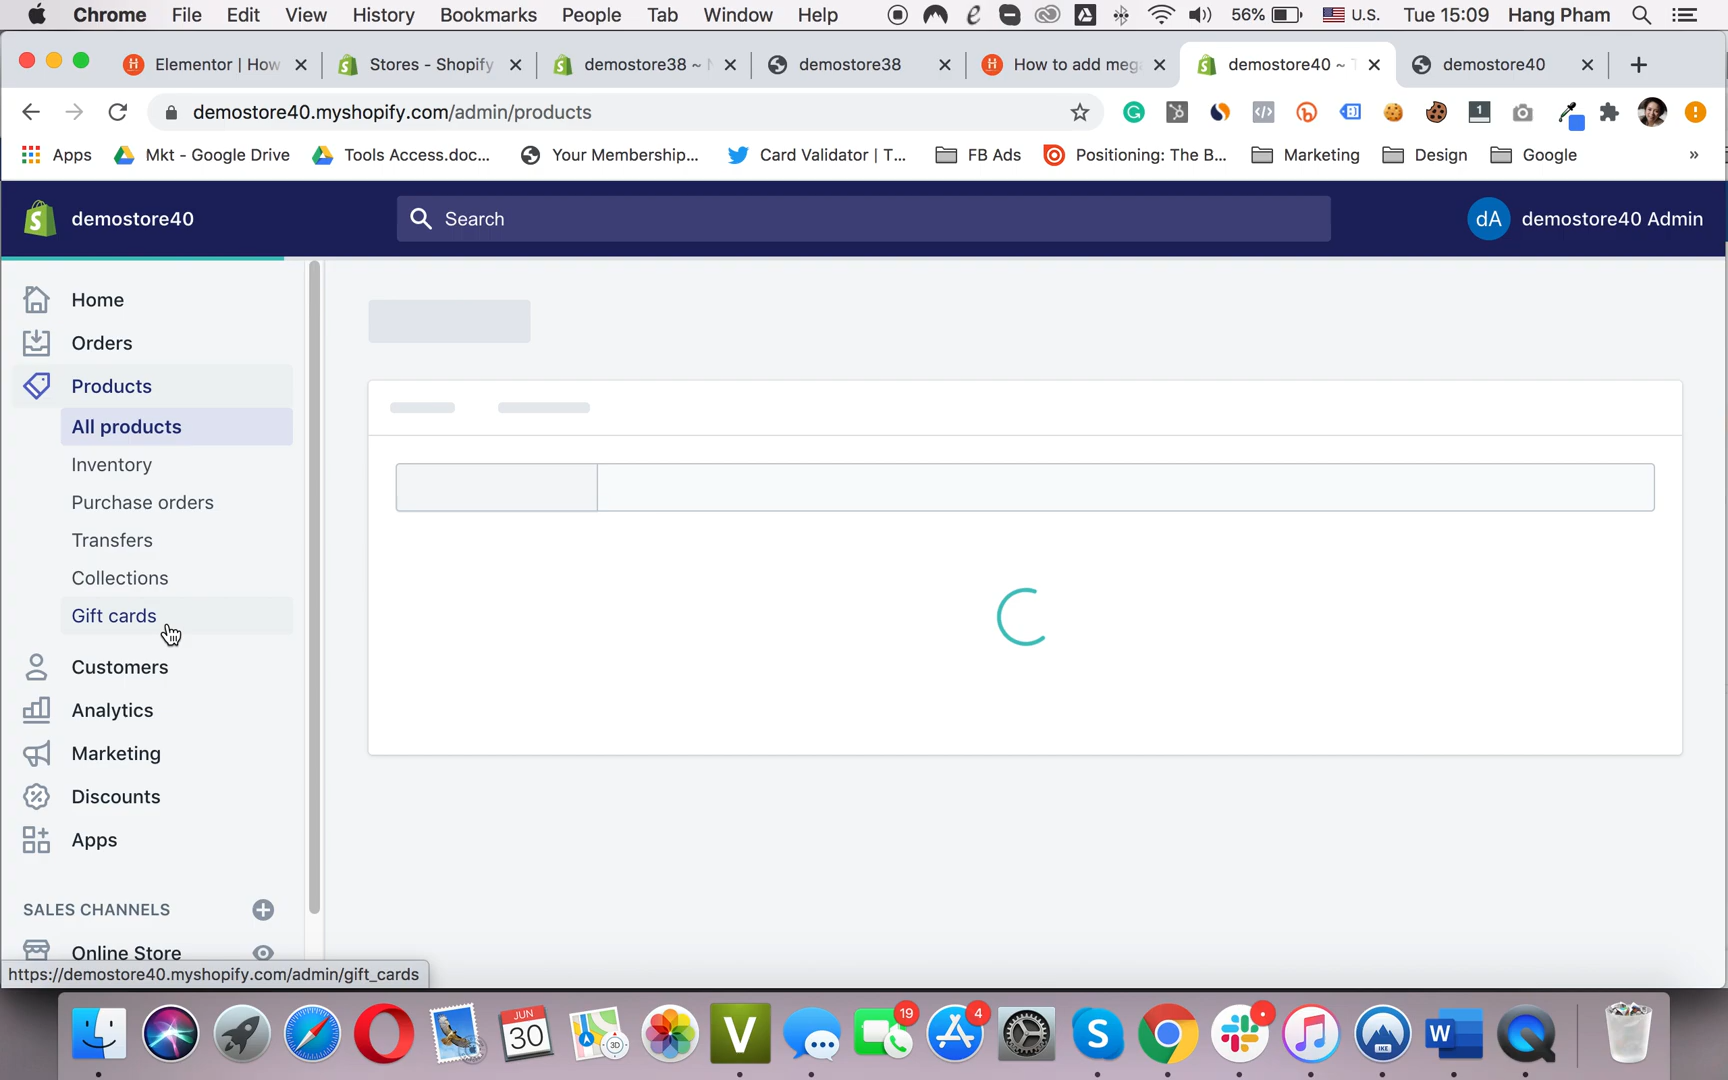 Chrome File Edit View History Bookmarks People Tab Window Help 56% U.S. Tue 15:09 Hang Pham
Elementor | How Stores - Shopify demostore38 ~ demostore38 How to add meg demostore40 ~ demostore40
demostore40.myshopify.com/admin/products
Apps Mkt - Google Drive Tools Access.doc... Your Membership... Card Validator | T... FB Ads Positioning: The B... Marketing Design Google »
demostore40 Search dA demostore40 Admin
Home
Orders
Products
All products
Inventory
Purchase orders
Transfers
Collections
Gift cards
Customers
Analytics
Marketing
Discounts
Apps
SALES CHANNELS
Online Store
https://demostore40.myshopify.com/admin/gift_cards
JUN
30
3D
V
19
4
S
W
IKE